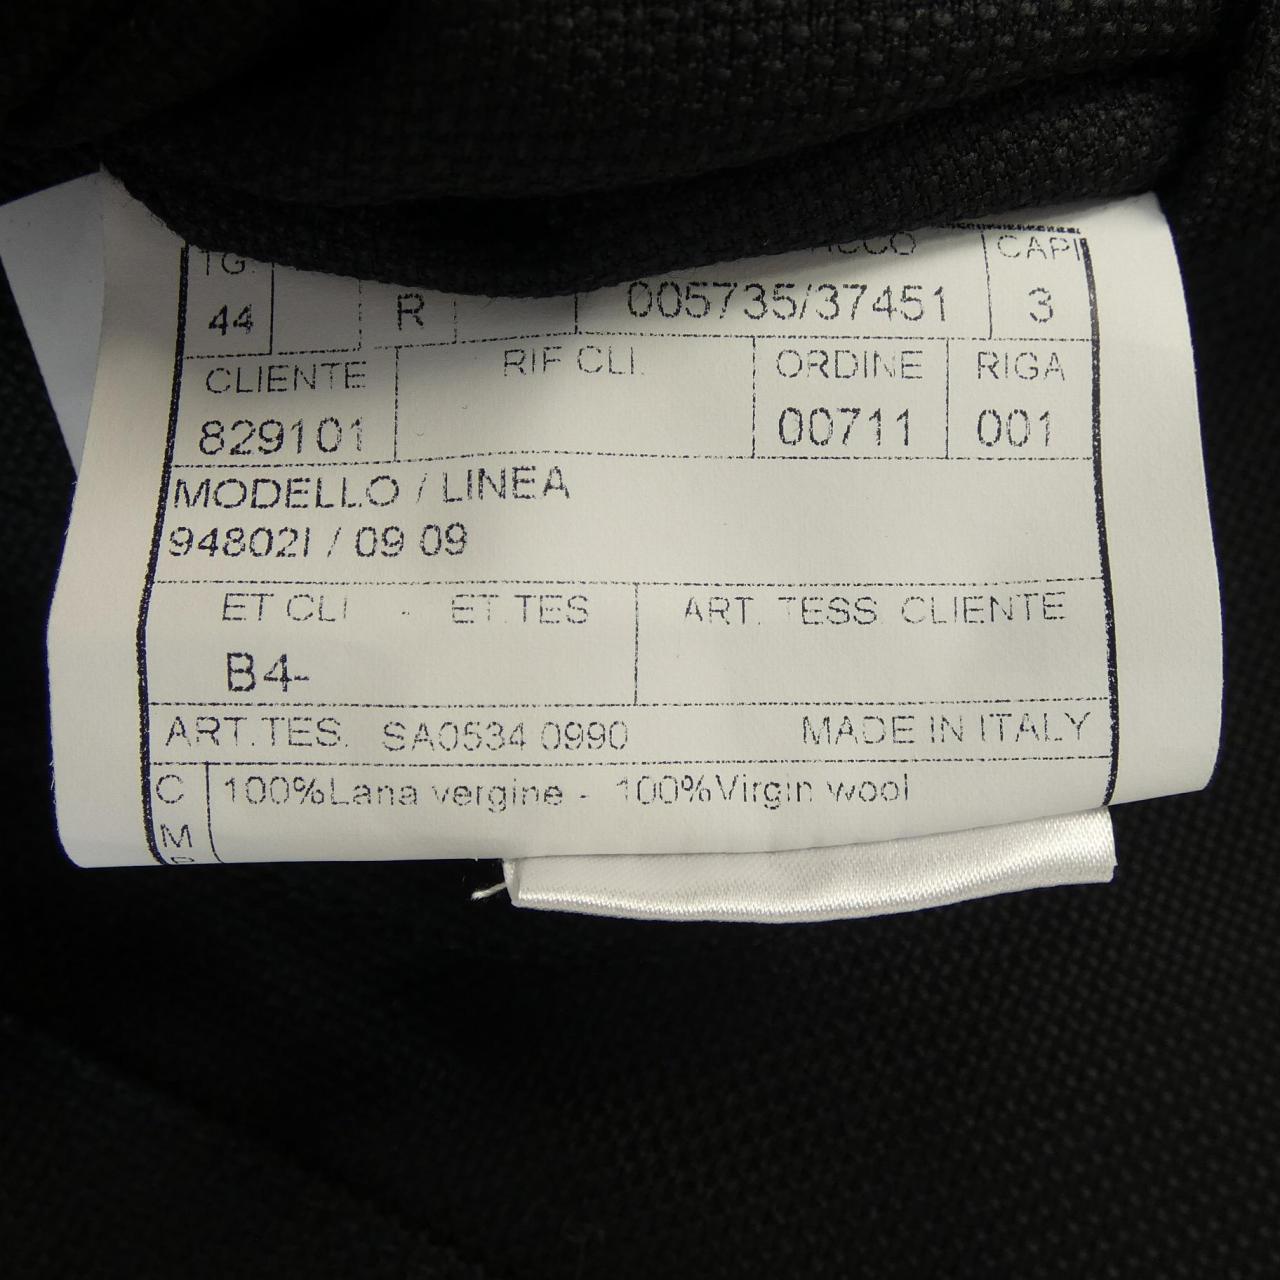 TG. CAPI
44 R 005735/37451 3
CLIENTE RIF CLI. ORDINE RIGA
829101 00711 001
MODELLO / LINEA
94802I / 09 09
ET CLI - ET.TES ART. TESS. CLIENTE
B4-
ART.TES. SA0534 0990 MADE IN ITALY
C 100%Lana vergine - 100%Virgin wool
M